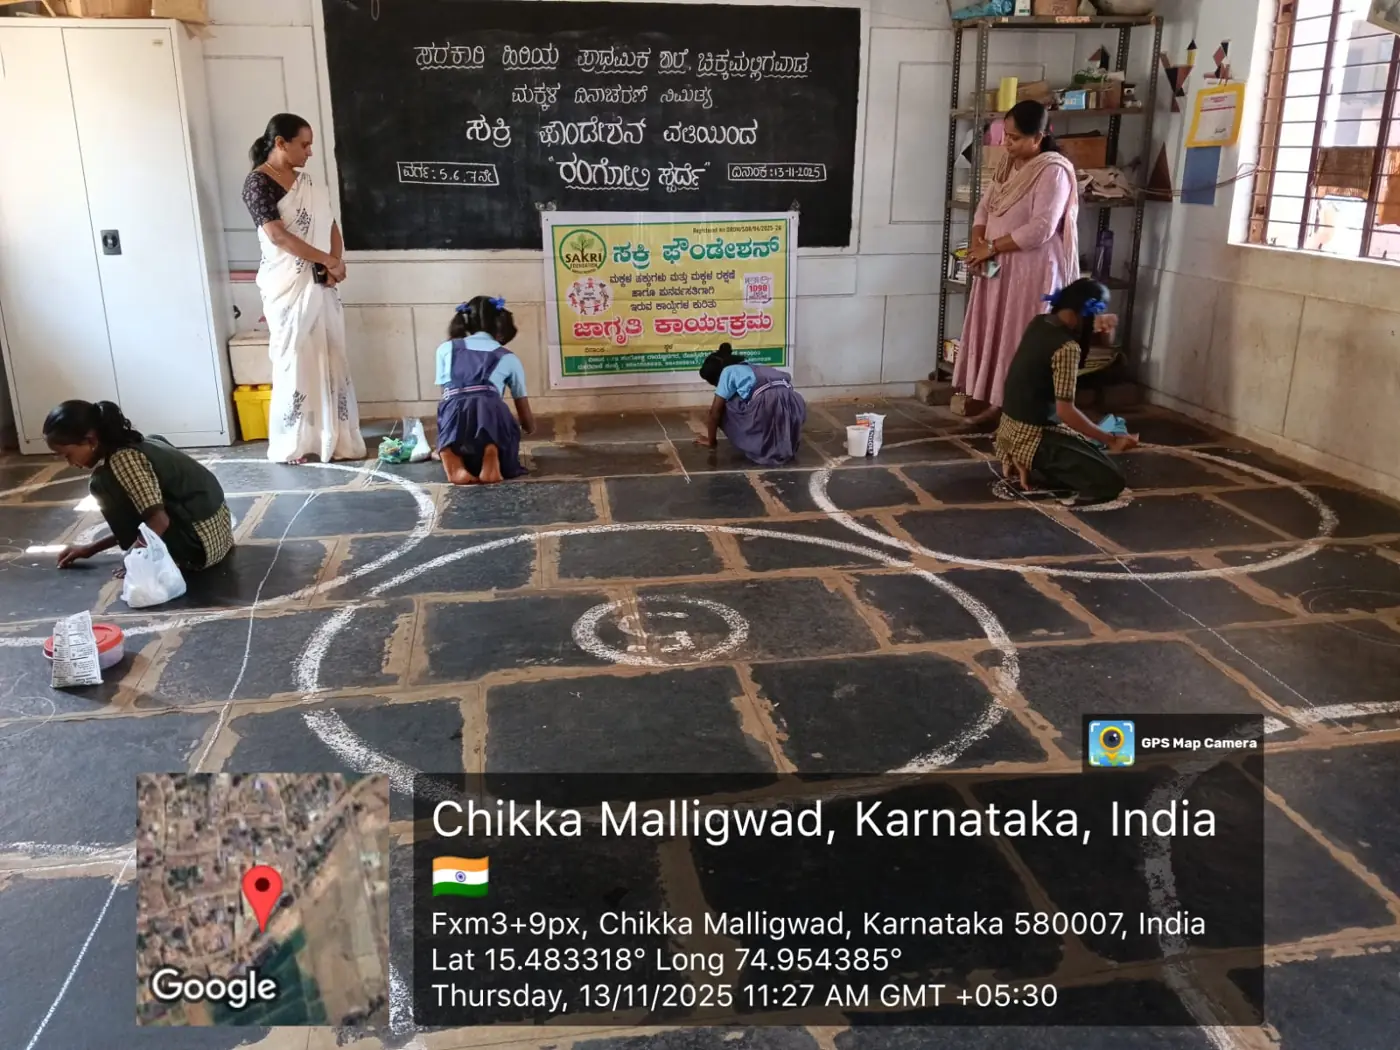 ಸರಕಾರಿ ಹಿರಿಯ ಪ್ರಾಥಮಿಕ ಶಾಲೆ, ಚಿಕ್ಕಮಲ್ಲಿಗವಾಡ
ಮಕ್ಕಳ ದಿನಾಚರಣೆ ನಿಮಿತ್ಯ
ಸಕ್ರಿ ಫೌಂಡೇಶನ್ ವತಿಯಿಂದ
ವರ್ಗ: 5.6.7ನೇ
"ರಂಗೋಲಿ ಸ್ಪರ್ದೆ"
ದಿನಾಂಕ:13-11-2025
SAKRI
FOUNDATION
ಸಕ್ರಿ ಫೌಂಡೇಶನ್
ಮಕ್ಕಳ ಹಕ್ಕುಗಳು ಮತ್ತು ಮಕ್ಕಳ ರಕ್ಷಣೆ
ಹಾಗೂ ಪುನರ್ವಸತಿಗಾಗಿ
ಇರುವ ಕಾಯ್ದೆಗಳ ಕುರಿತು
1098
ಜಾಗೃತಿ ಕಾರ್ಯಕ್ರಮ
ದಿನಾಂಕ:
GPS Map Camera
Google
Chikka Malligwad, Karnataka, India
Fxm3+9px, Chikka Malligwad, Karnataka 580007, India
Lat 15.483318° Long 74.954385°
Thursday, 13/11/2025 11:27 AM GMT +05:30